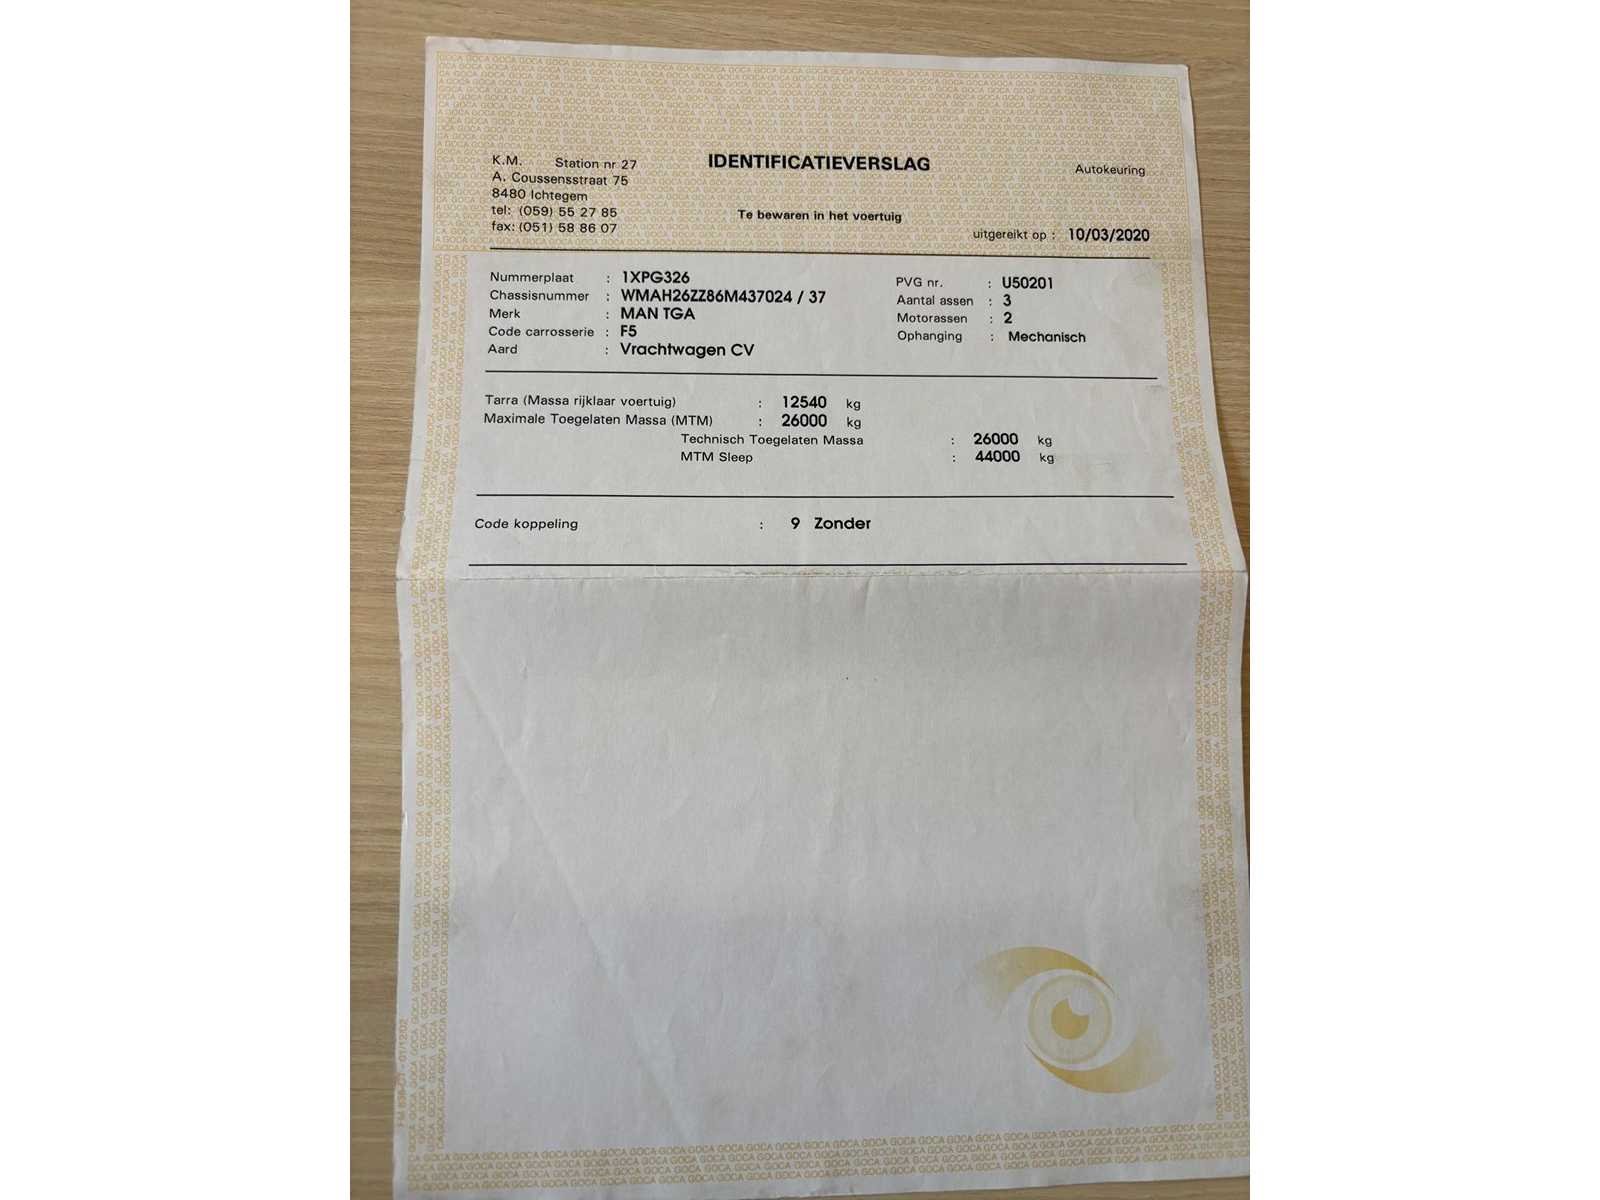 K.M. Station nr 27
A. Coussensstraat 75
8480 Ichtegem
tel: (059) 55 27 85
fax: (051) 58 86 07
IDENTIFICATIEVERSLAG
Te bewaren in het voertuig
Autokeuring
uitgereikt op : 10/03/2020
Nummerplaat : 1XPG326
Chassisnummer : WMAH26ZZ86M437024 / 37
Merk : MAN TGA
Code carrosserie : F5
Aard : Vrachtwagen CV
PVG nr. : U50201
Aantal assen : 3
Motorassen : 2
Ophanging : Mechanisch
Tarra (Massa rijklaar voertuig) : 12540 kg
Maximale Toegelaten Massa (MTM) : 26000 kg
Technisch Toegelaten Massa : 26000 kg
MTM Sleep : 44000 kg
Code koppeling : 9 Zonder